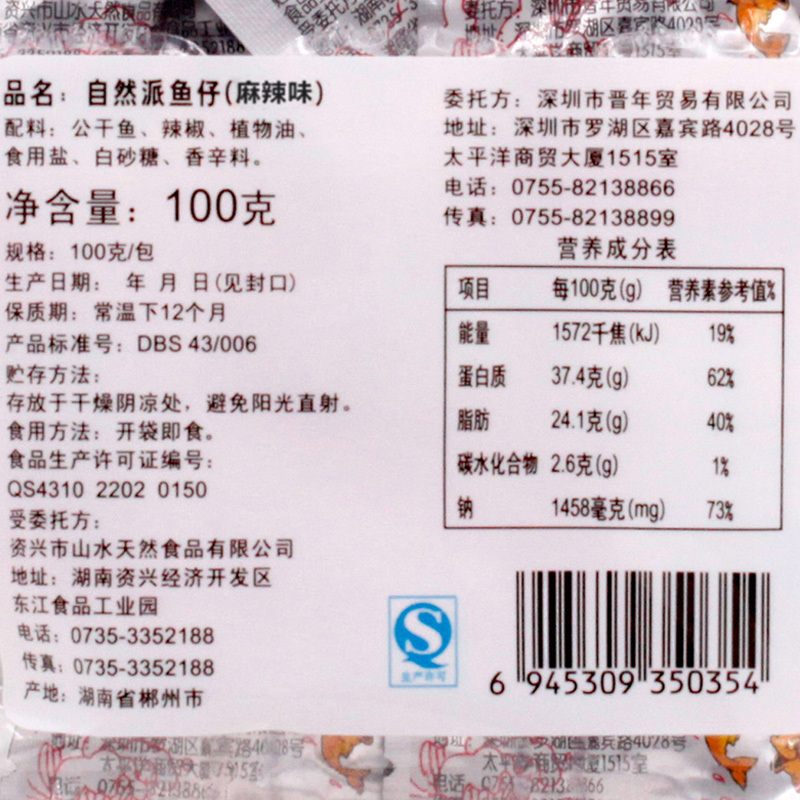 品名：自然派鱼仔(麻辣味)
配料：公干鱼、辣椒、植物油、
食用盐、白砂糖、香辛料。
净含量：100克
规格：100克/包
生产日期：　年 月 日(见封口)
保质期：常温下12个月
产品标准号：DBS 43/006
贮存方法：
存放于干燥阴凉处，避免阳光直射。
食用方法：开袋即食。
食品生产许可证编号：
QS4310 2202 0150
受委托方：
资兴市山水天然食品有限公司
地址：湖南资兴经济开发区
东江食品工业园
电话：0735-3352188
传真：0735-3352188
产地：湖南省郴州市
委托方：深圳市晋年贸易有限公司
地址：深圳市罗湖区嘉宾路4028号
太平洋商贸大厦1515室
电话：0755-82138866
传真：0755-82138899
营养成分表
项目 每100克(g) 营养素参考值%
能量 1572千焦(kJ) 19%
蛋白质 37.4克(g) 62%
脂肪 24.1克(g) 40%
碳水化合物 2.6克(g) 1%
钠 1458毫克(mg) 73%
生产许可
6 945309 350354